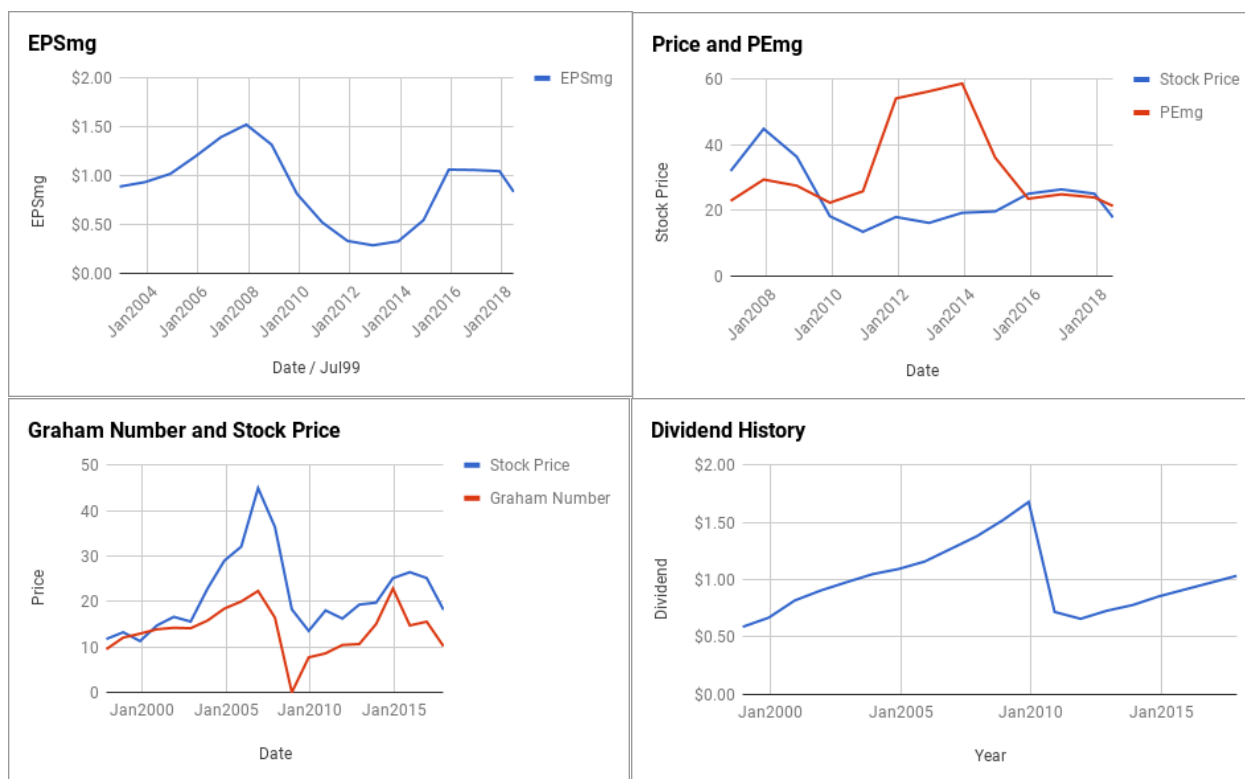 EPSmg
$2.00
EPSmg
$1.50
$1.00
$0.50
$0.00
EPSmg
Jan2004
Jan2006
Jan2008
Jan2010
Jan2012
Jan2014
Jan2016
Jan2018
Date / Jul99
Price and PEmg
60
Stock Price
PEmg
40
20
0
Stock Price
Jan2008
Jan2010
Jan2012
Jan2014
Jan2016
Jan2018
Date
Graham Number and Stock Price
50
Stock Price
Graham Number
40
30
20
10
0
Price
Jan2000
Jan2005
Jan2010
Jan2015
Date
Dividend History
$2.00
$1.50
$1.00
$0.50
$0.00
Dividend
Jan2000
Jan2005
Jan2010
Jan2015
Year